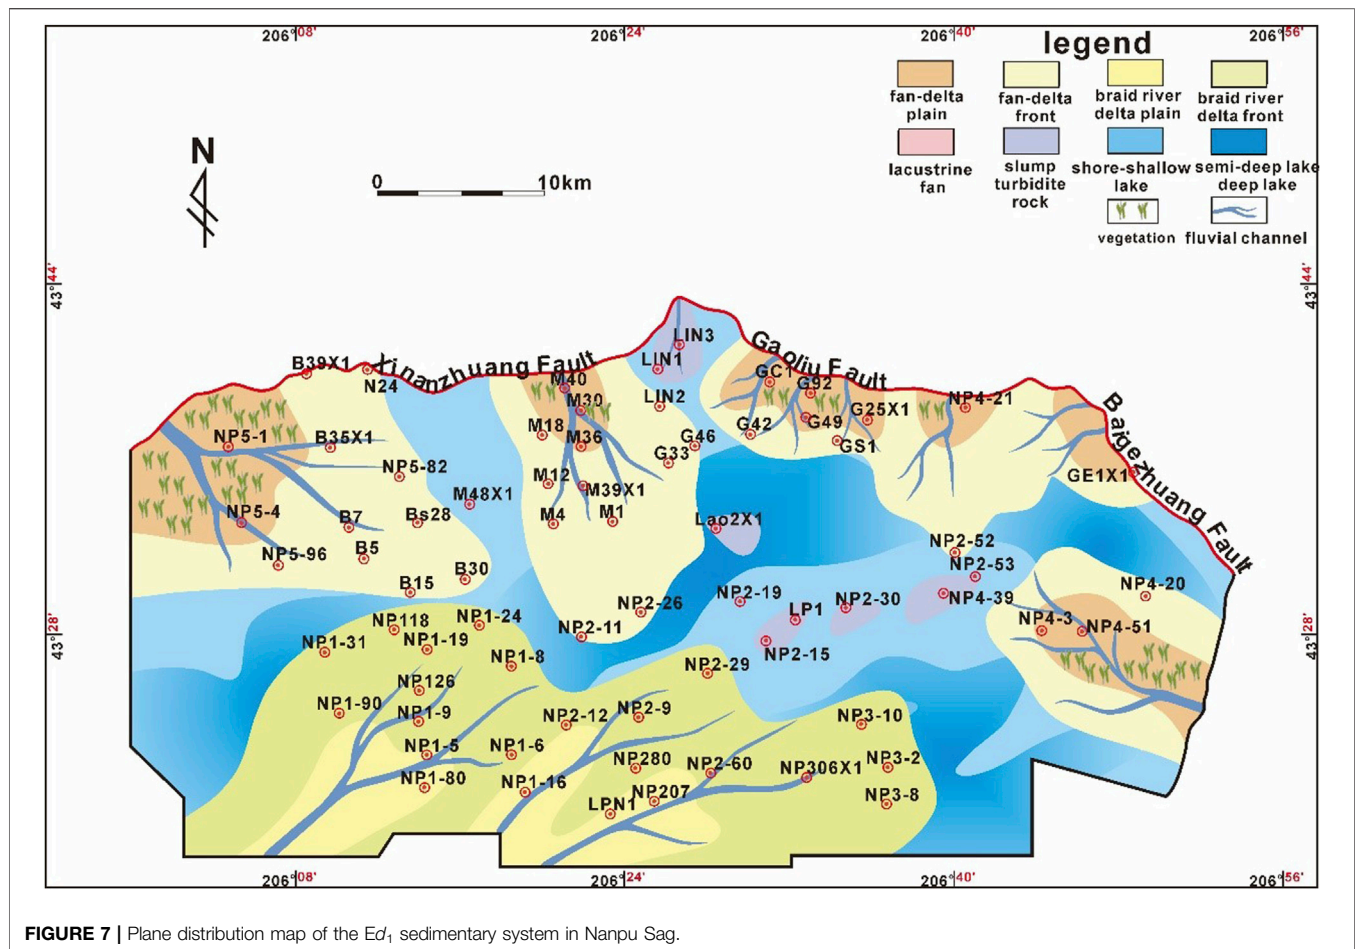 206°08' 206°24' 206°40' 206°56'
legend
fan-delta
plain
fan-delta
front
braid river
delta plain
braid river
delta front
lacustrine
fan
slump
turbidite
rock
shore-shallow
lake
semi-deep lake
deep lake
vegetation
fluvial channel
N
0 10km
43°44' 43°44'
Xinanzhuang Fault
Gaoliu Fault
Baigezhuang Fault
LIN3
LIN1
LIN2
B39X1
N24
M40
M30
GC1
G92
NP4-21
G25X1
M18
M36
G42
G49
GS1
NP5-1
B35X1
G46
G33
NP5-82
M48X1
M12
M39X1
GE1X1
NP5-4
B7
Bs28
M4
M1
Lao2X1
NP5-96
B5
NP2-52
B30
NP2-53
B15
NP2-19
NP2-30
NP4-39
NP4-20
NP118
NP1-24
NP2-26
LP1
NP4-3
NP4-51
NP1-31
NP1-19
NP2-11
NP2-15
43°28' 43°28'
NP1-8
NP2-29
NP126
NP1-90
NP1-9
NP2-12
NP2-9
NP3-10
NP1-5
NP1-6
NP280
NP2-60
NP306X1
NP3-2
NP1-80
NP1-16
LPN1
NP207
NP3-8
206°08' 206°24' 206°40' 206°56'
FIGURE 7 | Plane distribution map of the Ed1 sedimentary system in Nanpu Sag.